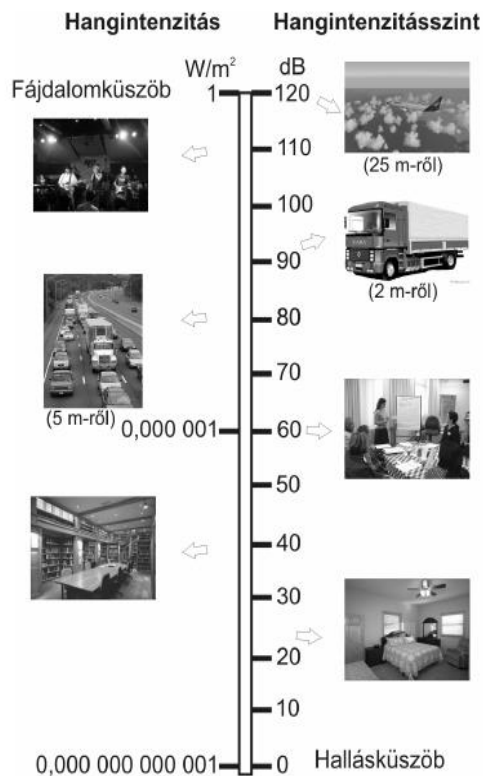 Hangintenzitás Hangintenzitásszint
W/m² dB
Fájdalomküszöb 1 120
110
(25 m-ről)
100
90
(2 m-ről)
80
70
(5 m-ről)
0,000 001 60
50
40
30
20
10
0,000 000 000 001 0 Hallásküszöb